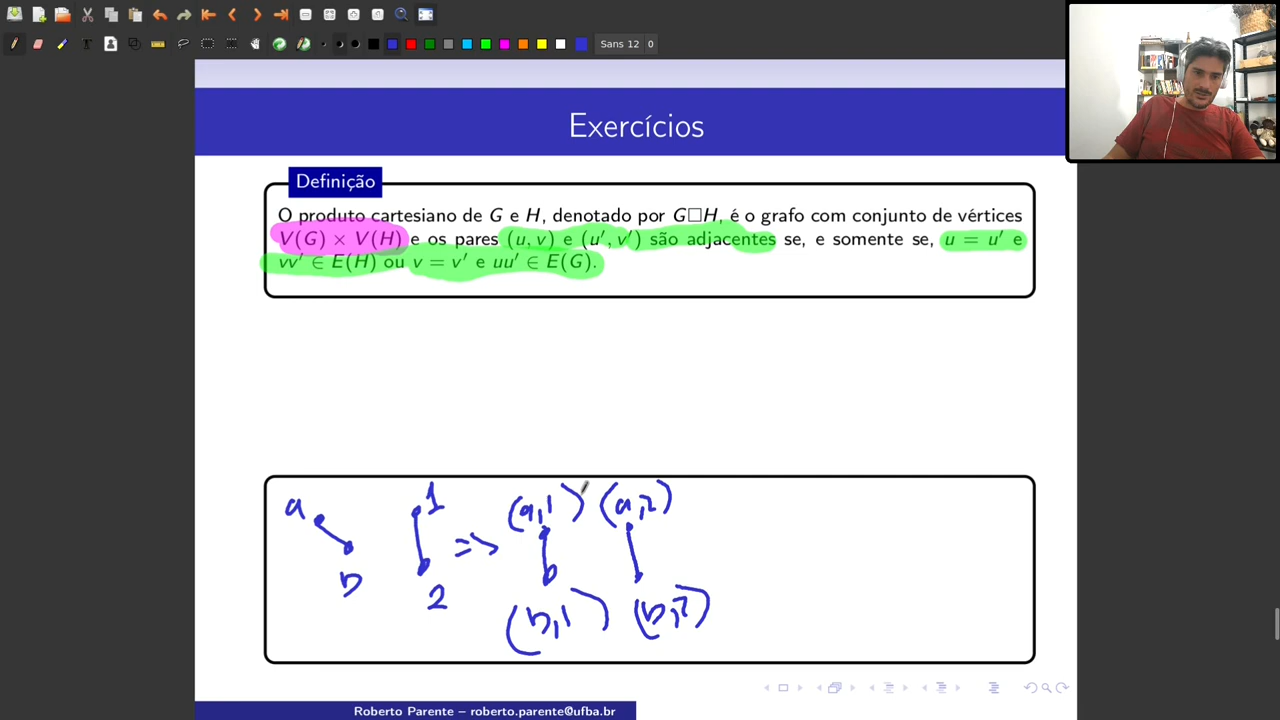 Sans 12 0
Exercícios
Definição
O produto cartesiano de G e H, denotado por G□H, é o grafo com conjunto de vértices
V(G) × V(H) e os pares (u, v) e (u′, v′) são adjacentes se, e somente se, u = u′ e
vv′ ∈ E(H) ou v = v′ e uu′ ∈ E(G).
a 1 (a,1) (a,2)
=>
b 2 (b,1) (b,2)
Roberto Parente – roberto.parente@ufba.br